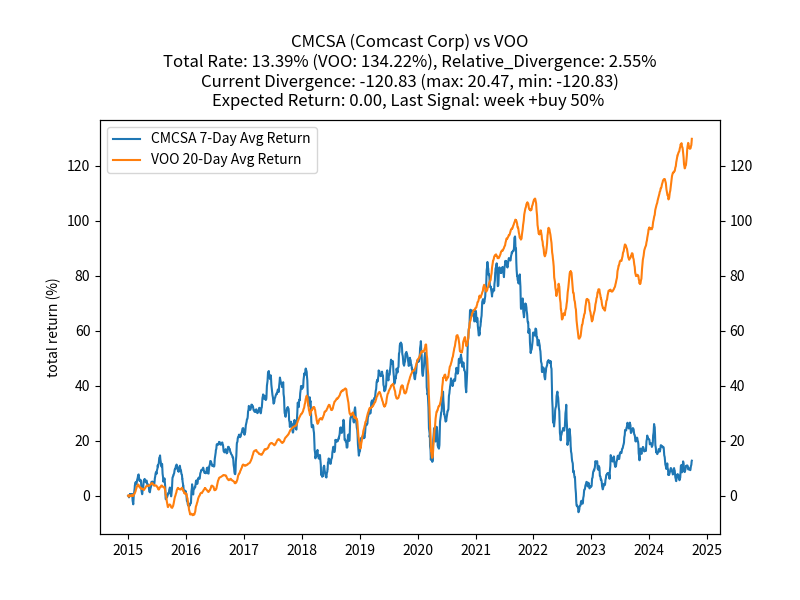 CMCSA (Comcast Corp) vs VOO
Total Rate: 13.39% (VOO: 134.22%), Relative_Divergence: 2.55%
Current Divergence: -120.83 (max: 20.47, min: -120.83)
Expected Return: 0.00, Last Signal: week +buy 50%
CMCSA 7-Day Avg Return
VOO 20-Day Avg Return
total return (%)
120
100
80
60
40
20
0
120
100
80
60
40
20
0
2015 2016 2017 2018 2019 2020 2021 2022 2023 2024 2025